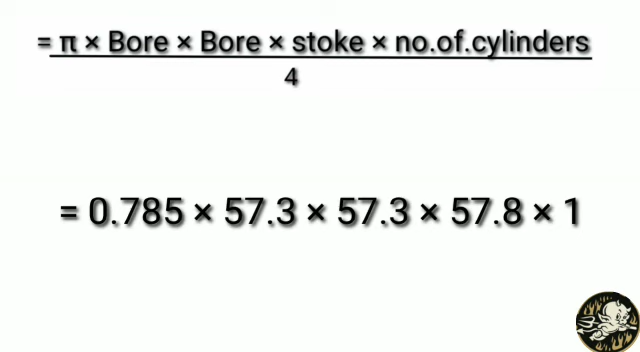 = π × Bore × Bore × stoke × no.of.cylinders
4
= 0.785 × 57.3 × 57.3 × 57.8 × 1